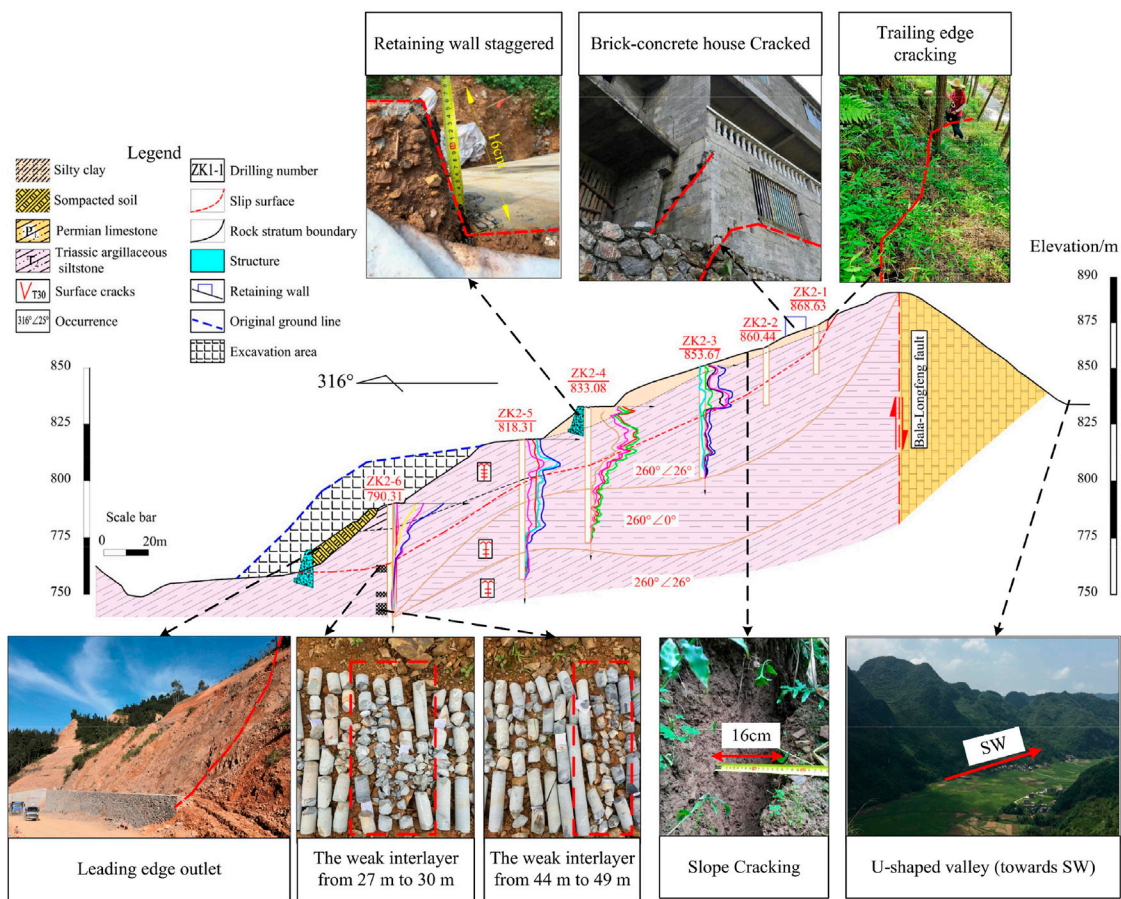 Retaining wall staggered
Brick-concrete house Cracked
Trailing edge
cracking
16cm
Legend
Silty clay
Sompacted soil
Permian limestone
Triassic argillaceous
siltstone
T30
Surface cracks
316°∠25°
Occurrence
ZK1-1
Drilling number
Slip surface
Rock stratum boundary
Structure
Retaining wall
Original ground line
Excavation area
Elevation/m
890
875
850
825
800
775
750
850
825
800
775
750
316°
Scale bar
0 20m
ZK2-1
868.63
ZK2-2
860.44
ZK2-3
853.67
ZK2-4
833.08
ZK2-5
818.31
ZK2-6
790.31
260°∠26°
260°∠0°
260°∠26°
Bala-Longfeng fault
16cm
SW
Leading edge outlet
The weak interlayer
from 27 m to 30 m
The weak interlayer
from 44 m to 49 m
Slope Cracking
U-shaped valley (towards SW)